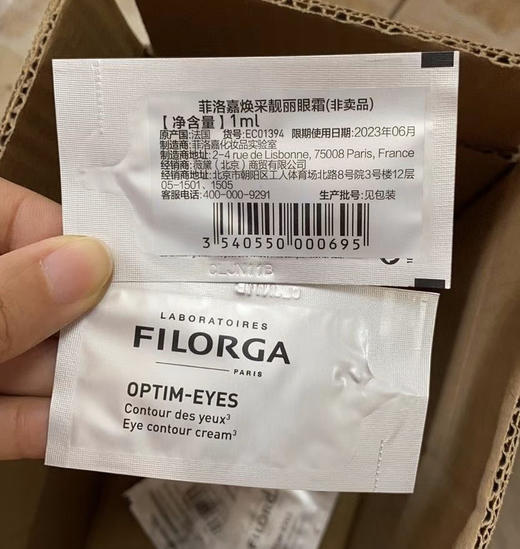 菲洛嘉焕采靓丽眼霜(非卖品)
【净含量】1ml
原产国:法国 货号:EC01394 限期使用日期:2023年06月
制造商:菲洛嘉化妆品实验室
制造商地址:2-4 rue de Lisbonne, 75008 Paris, France
经销商:薇黛(北京)商贸有限公司
经销商地址:北京市朝阳区工人体育场北路8号院3号楼12层
05-1501、1505
客服电话:400-000-9291 生产批号:见包装
3 540550 000695
LABORATOIRES
FILORGA
PARIS
OPTIM-EYES
Contour des yeux³
Eye contour cream³
FILORGA